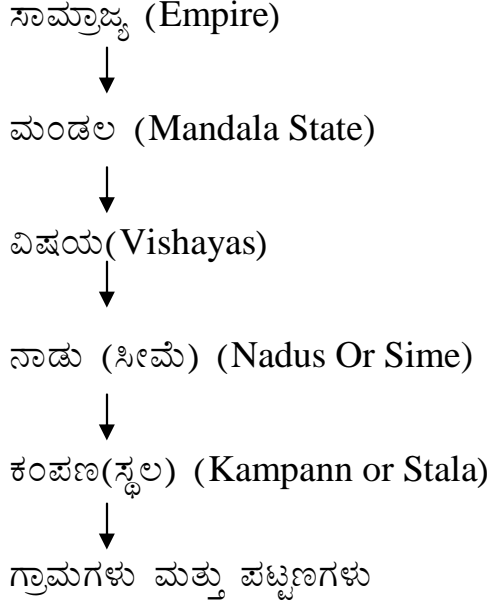 ಸಾಮ್ರಾಜ್ಯ (Empire)
ಮಂಡಲ (Mandala State)
ವಿಷಯ(Vishayas)
ನಾಡು (ಸೀಮೆ) (Nadus Or Sime)
ಕಂಪಣ(ಸ್ಥಲ) (Kampann or Stala)
ಗ್ರಾಮಗಳು ಮತ್ತು ಪಟ್ಟಣಗಳು